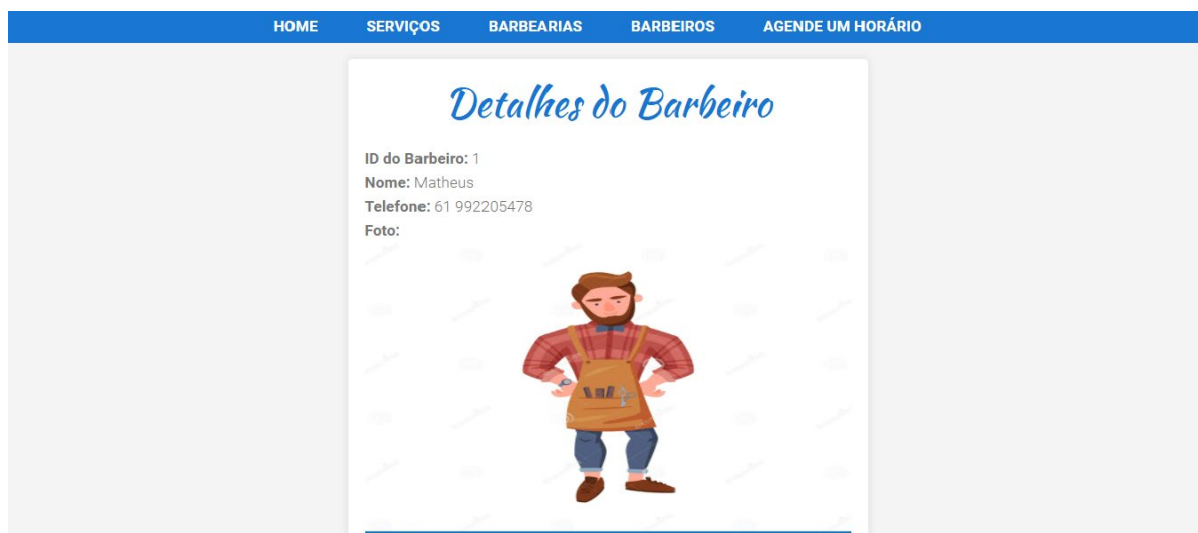 HOME SERVIÇOS BARBEARIAS BARBEIROS AGENDE UM HORÁRIO
Detalhes do Barbeiro
ID do Barbeiro: 1
Nome: Matheus
Telefone: 61 992205478
Foto: